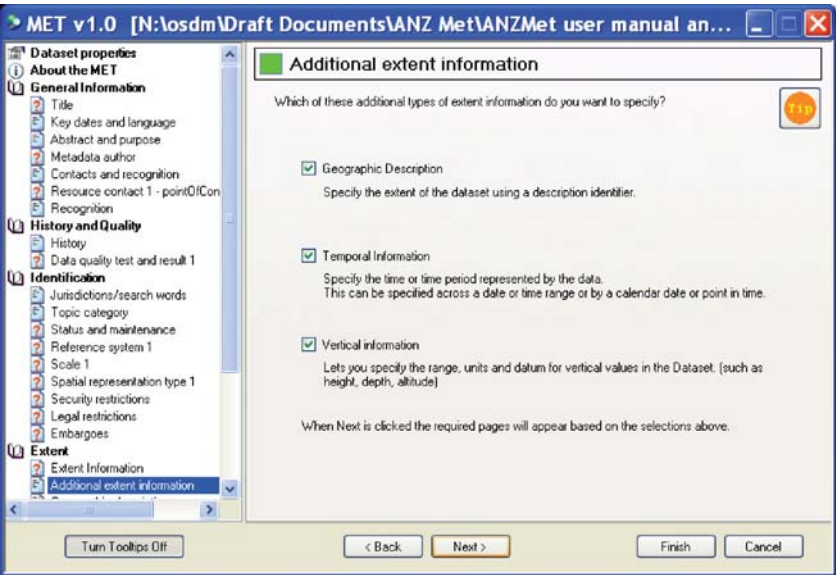 MET v1.0 [N:\osdm\Draft Documents\ANZ Met\ANZMet user manual an...
Dataset properties
About the MET
General Information
Title
Key dates and language
Abstract and purpose
Metadata author
Contacts and recognition
Resource contact 1 - pointOfCon
Recognition
History and Quality
History
Data quality test and result 1
Identification
Jurisdictions/search words
Topic category
Status and maintenance
Reference system 1
Scale 1
Spatial representation type 1
Security restrictions
Legal restrictions
Embargoes
Extent
Extent Information
Additional extent information
Additional extent information
Which of these additional types of extent information do you want to specify?
Tip
Geographic Description
Specify the extent of the dataset using a description identifier.
Temporal Information
Specify the time or time period represented by the data.
This can be specified across a date or time range or by a calendar date or point in time.
Vertical information
Lets you specify the range, units and datum for vertical values in the Dataset. (such as
height, depth, altitude)
When Next is clicked the required pages will appear based on the selections above.
Turn Tooltips Off
< Back
Next >
Finish
Cancel